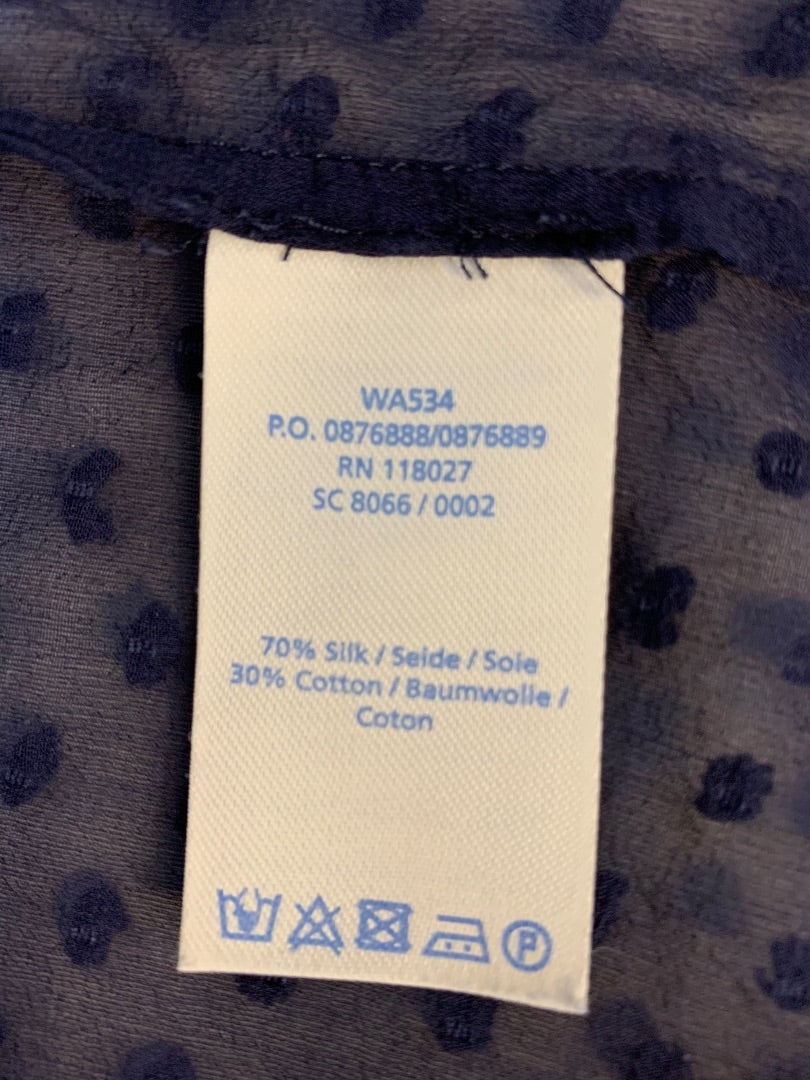 WA534
P.O. 0876888/0876889
RN 118027
SC 8066 / 0002
70% Silk / Seide / Soie
30% Cotton / Baumwolle /
Coton
P